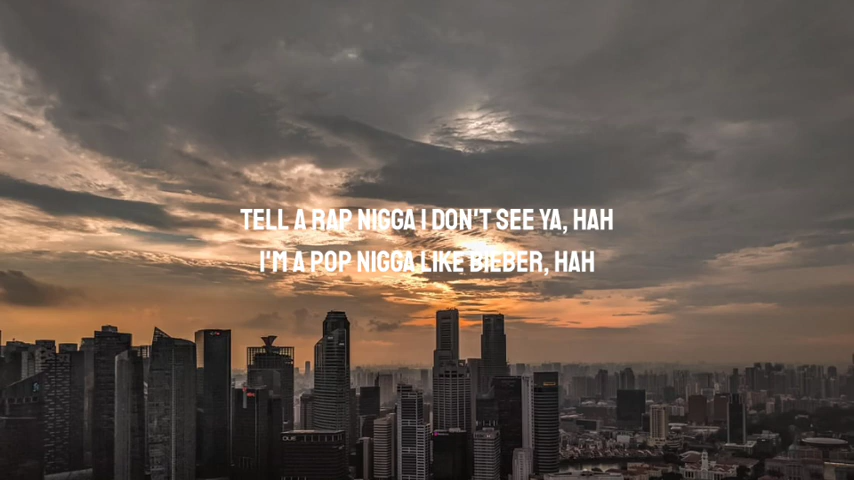 TELL A RAP NIGGA I DON'T SEE YA, HAH
I'M A POP NIGGA LIKE BIEBER, HAH